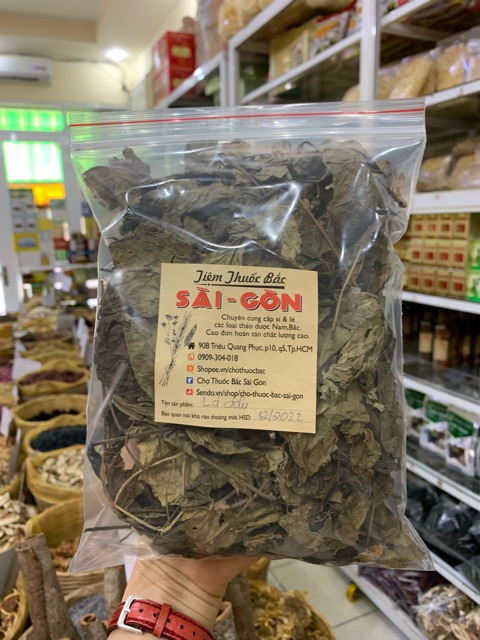 Tiệm Thuốc Bắc
SÀI-GÒN
Chuyên cung cấp sỉ & lẻ
các loại thảo dược Nam,Bắc.
Cao đơn hoàn tán chất lượng cao.
90B Triệu Quang Phục,p10, q5,Tp.HCM
0909-304-018
Shopee.vn/chothuocbac
Chợ Thuốc Bắc Sài Gòn
Sendo.vn/shop/cho-thuoc-bac-sai-gon
Tên sản phẩm: Lá dâu
Bảo quản nơi khô ráo thoáng mát. HSD: 12/2022